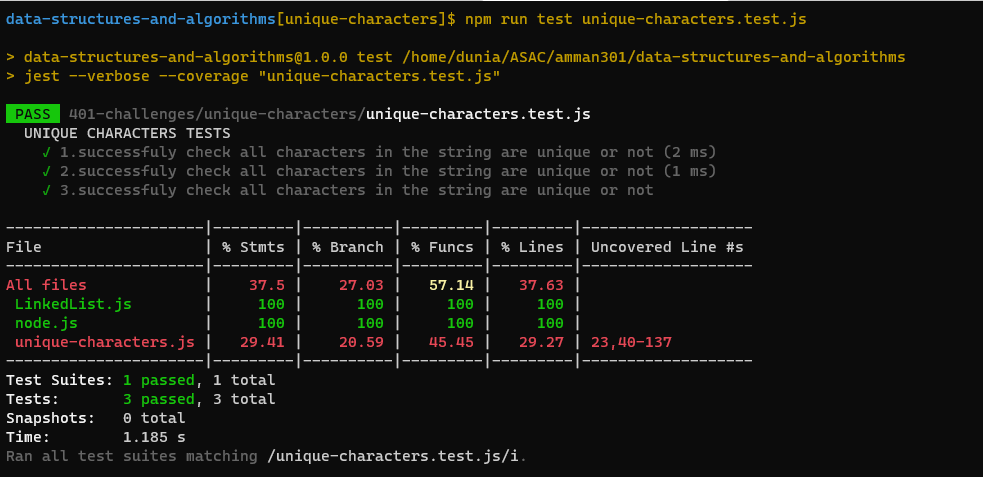 data-structures-and-algorithms[unique-characters]$ npm run test unique-characters.test.js
> data-structures-and-algorithms@1.0.0 test /home/dunia/ASAC/amman301/data-structures-and-algorithms
> jest --verbose --coverage "unique-characters.test.js"
PASS 401-challenges/unique-characters/unique-characters.test.js
UNIQUE CHARACTERS TESTS
√ 1.successfuly check all characters in the string are unique or not (2 ms)
√ 2.successfuly check all characters in the string are unique or not (1 ms)
√ 3.successfuly check all characters in the string are unique or not
----------------------|---------|----------|---------|---------|-------------------
File                  | % Stmts | % Branch | % Funcs | % Lines | Uncovered Line #s
----------------------|---------|----------|---------|---------|-------------------
All files             |    37.5 |    27.03 |   57.14 |   37.63 |
 LinkedList.js        |     100 |      100 |     100 |     100 |
 node.js              |     100 |      100 |     100 |     100 |
 unique-characters.js |   29.41 |    20.59 |   45.45 |   29.27 | 23,40-137
----------------------|---------|----------|---------|---------|-------------------
Test Suites: 1 passed, 1 total
Tests:       3 passed, 3 total
Snapshots:   0 total
Time:        1.185 s
Ran all test suites matching /unique-characters.test.js/i.